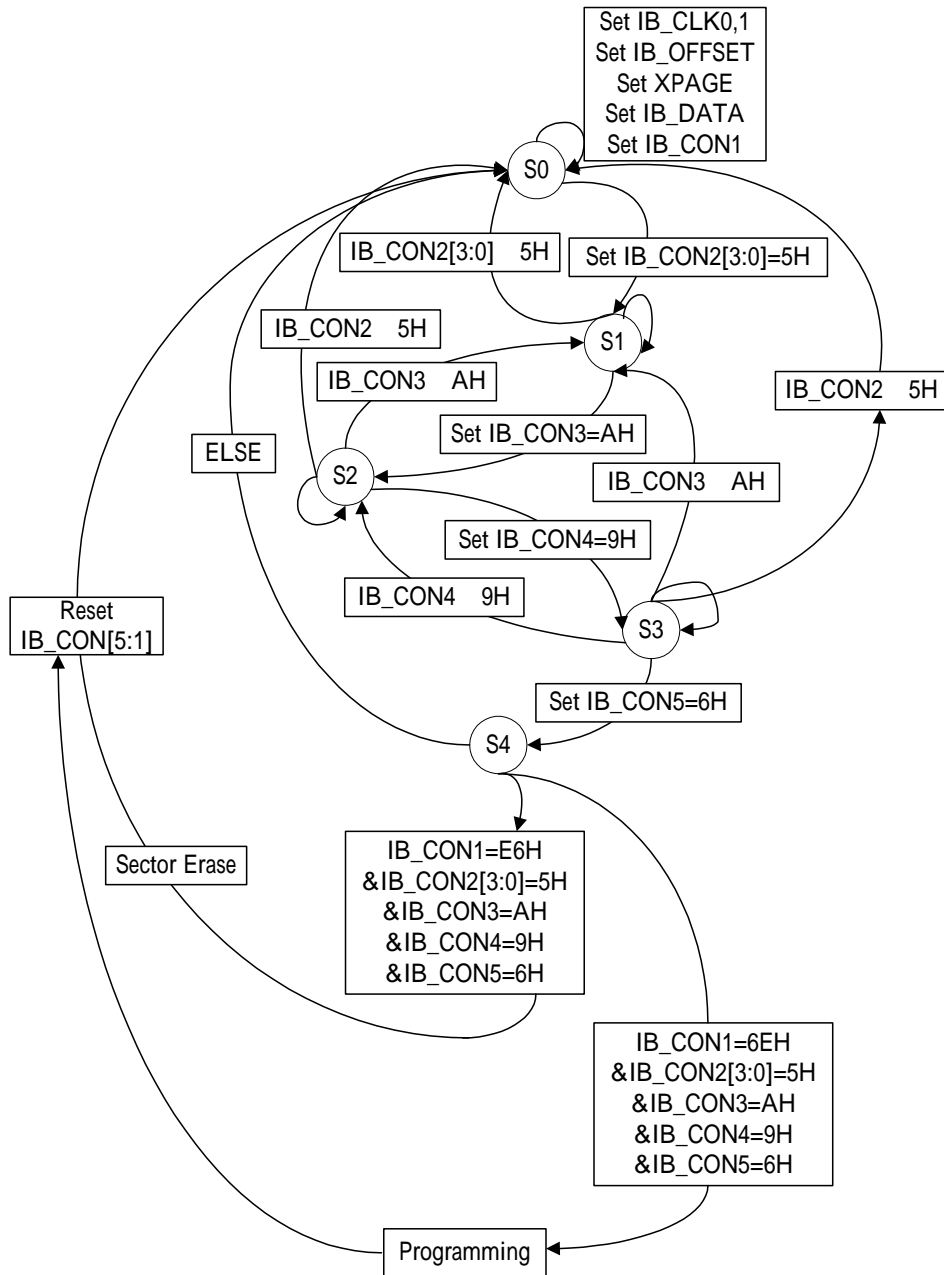 Set IB_CLK0,1
Set IB_OFFSET
Set XPAGE
Set IB_DATA
Set IB_CON1
S0
IB_CON2[3:0] 5H
Set IB_CON2[3:0]=5H
IB_CON2 5H
S1
IB_CON3 AH
IB_CON2 5H
Set IB_CON3=AH
ELSE
S2
IB_CON3 AH
Set IB_CON4=9H
IB_CON4 9H
Reset
IB_CON[5:1]
S3
Set IB_CON5=6H
S4
IB_CON1=E6H
&IB_CON2[3:0]=5H
&IB_CON3=AH
&IB_CON4=9H
&IB_CON5=6H
Sector Erase
IB_CON1=6EH
&IB_CON2[3:0]=5H
&IB_CON3=AH
&IB_CON4=9H
&IB_CON5=6H
Programming